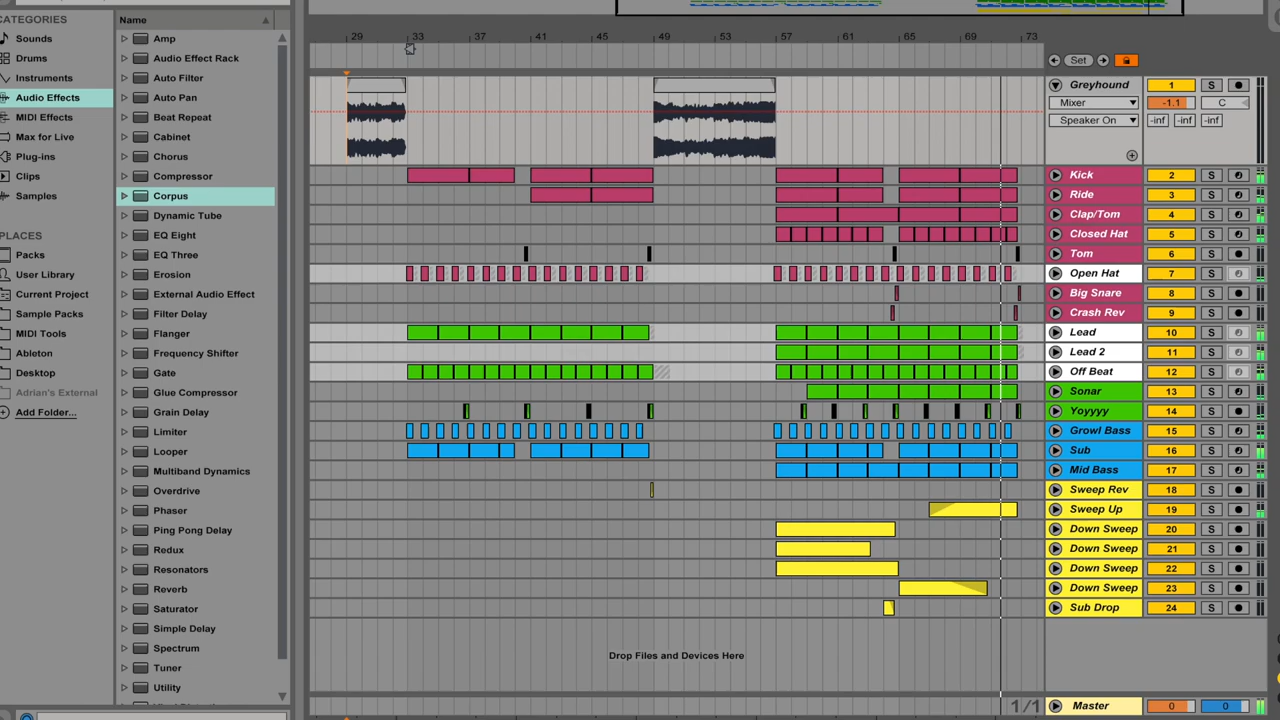 CATEGORIES
Sounds
Drums
Instruments
Audio Effects
MIDI Effects
Max for Live
Plug-ins
Clips
Samples
PLACES
Packs
User Library
Current Project
Sample Packs
MIDI Tools
Ableton
Desktop
Adrian's External
Add Folder...
Name
Amp
Audio Effect Rack
Auto Filter
Auto Pan
Beat Repeat
Cabinet
Chorus
Compressor
Corpus
Dynamic Tube
EQ Eight
EQ Three
Erosion
External Audio Effect
Filter Delay
Flanger
Frequency Shifter
Gate
Glue Compressor
Grain Delay
Limiter
Looper
Multiband Dynamics
Overdrive
Phaser
Ping Pong Delay
Redux
Resonators
Reverb
Saturator
Simple Delay
Spectrum
Tuner
Utility
29 33 37 41 45 49 53 57 61 65 69 73
Set
Greyhound 1 S
Mixer -1.1 C
Speaker On -inf -inf -inf
Kick 2 S
Ride 3 S
Clap/Tom 4 S
Closed Hat 5 S
Tom 6 S
Open Hat 7 S
Big Snare 8 S
Crash Rev 9 S
Lead 10 S
Lead 2 11 S
Off Beat 12 S
Sonar 13 S
Yoyyyy 14 S
Growl Bass 15 S
Sub 16 S
Mid Bass 17 S
Sweep Rev 18 S
Sweep Up 19 S
Down Sweep 20 S
Down Sweep 21 S
Down Sweep 22 S
Down Sweep 23 S
Sub Drop 24 S
Drop Files and Devices Here
1/1 Master 0 0